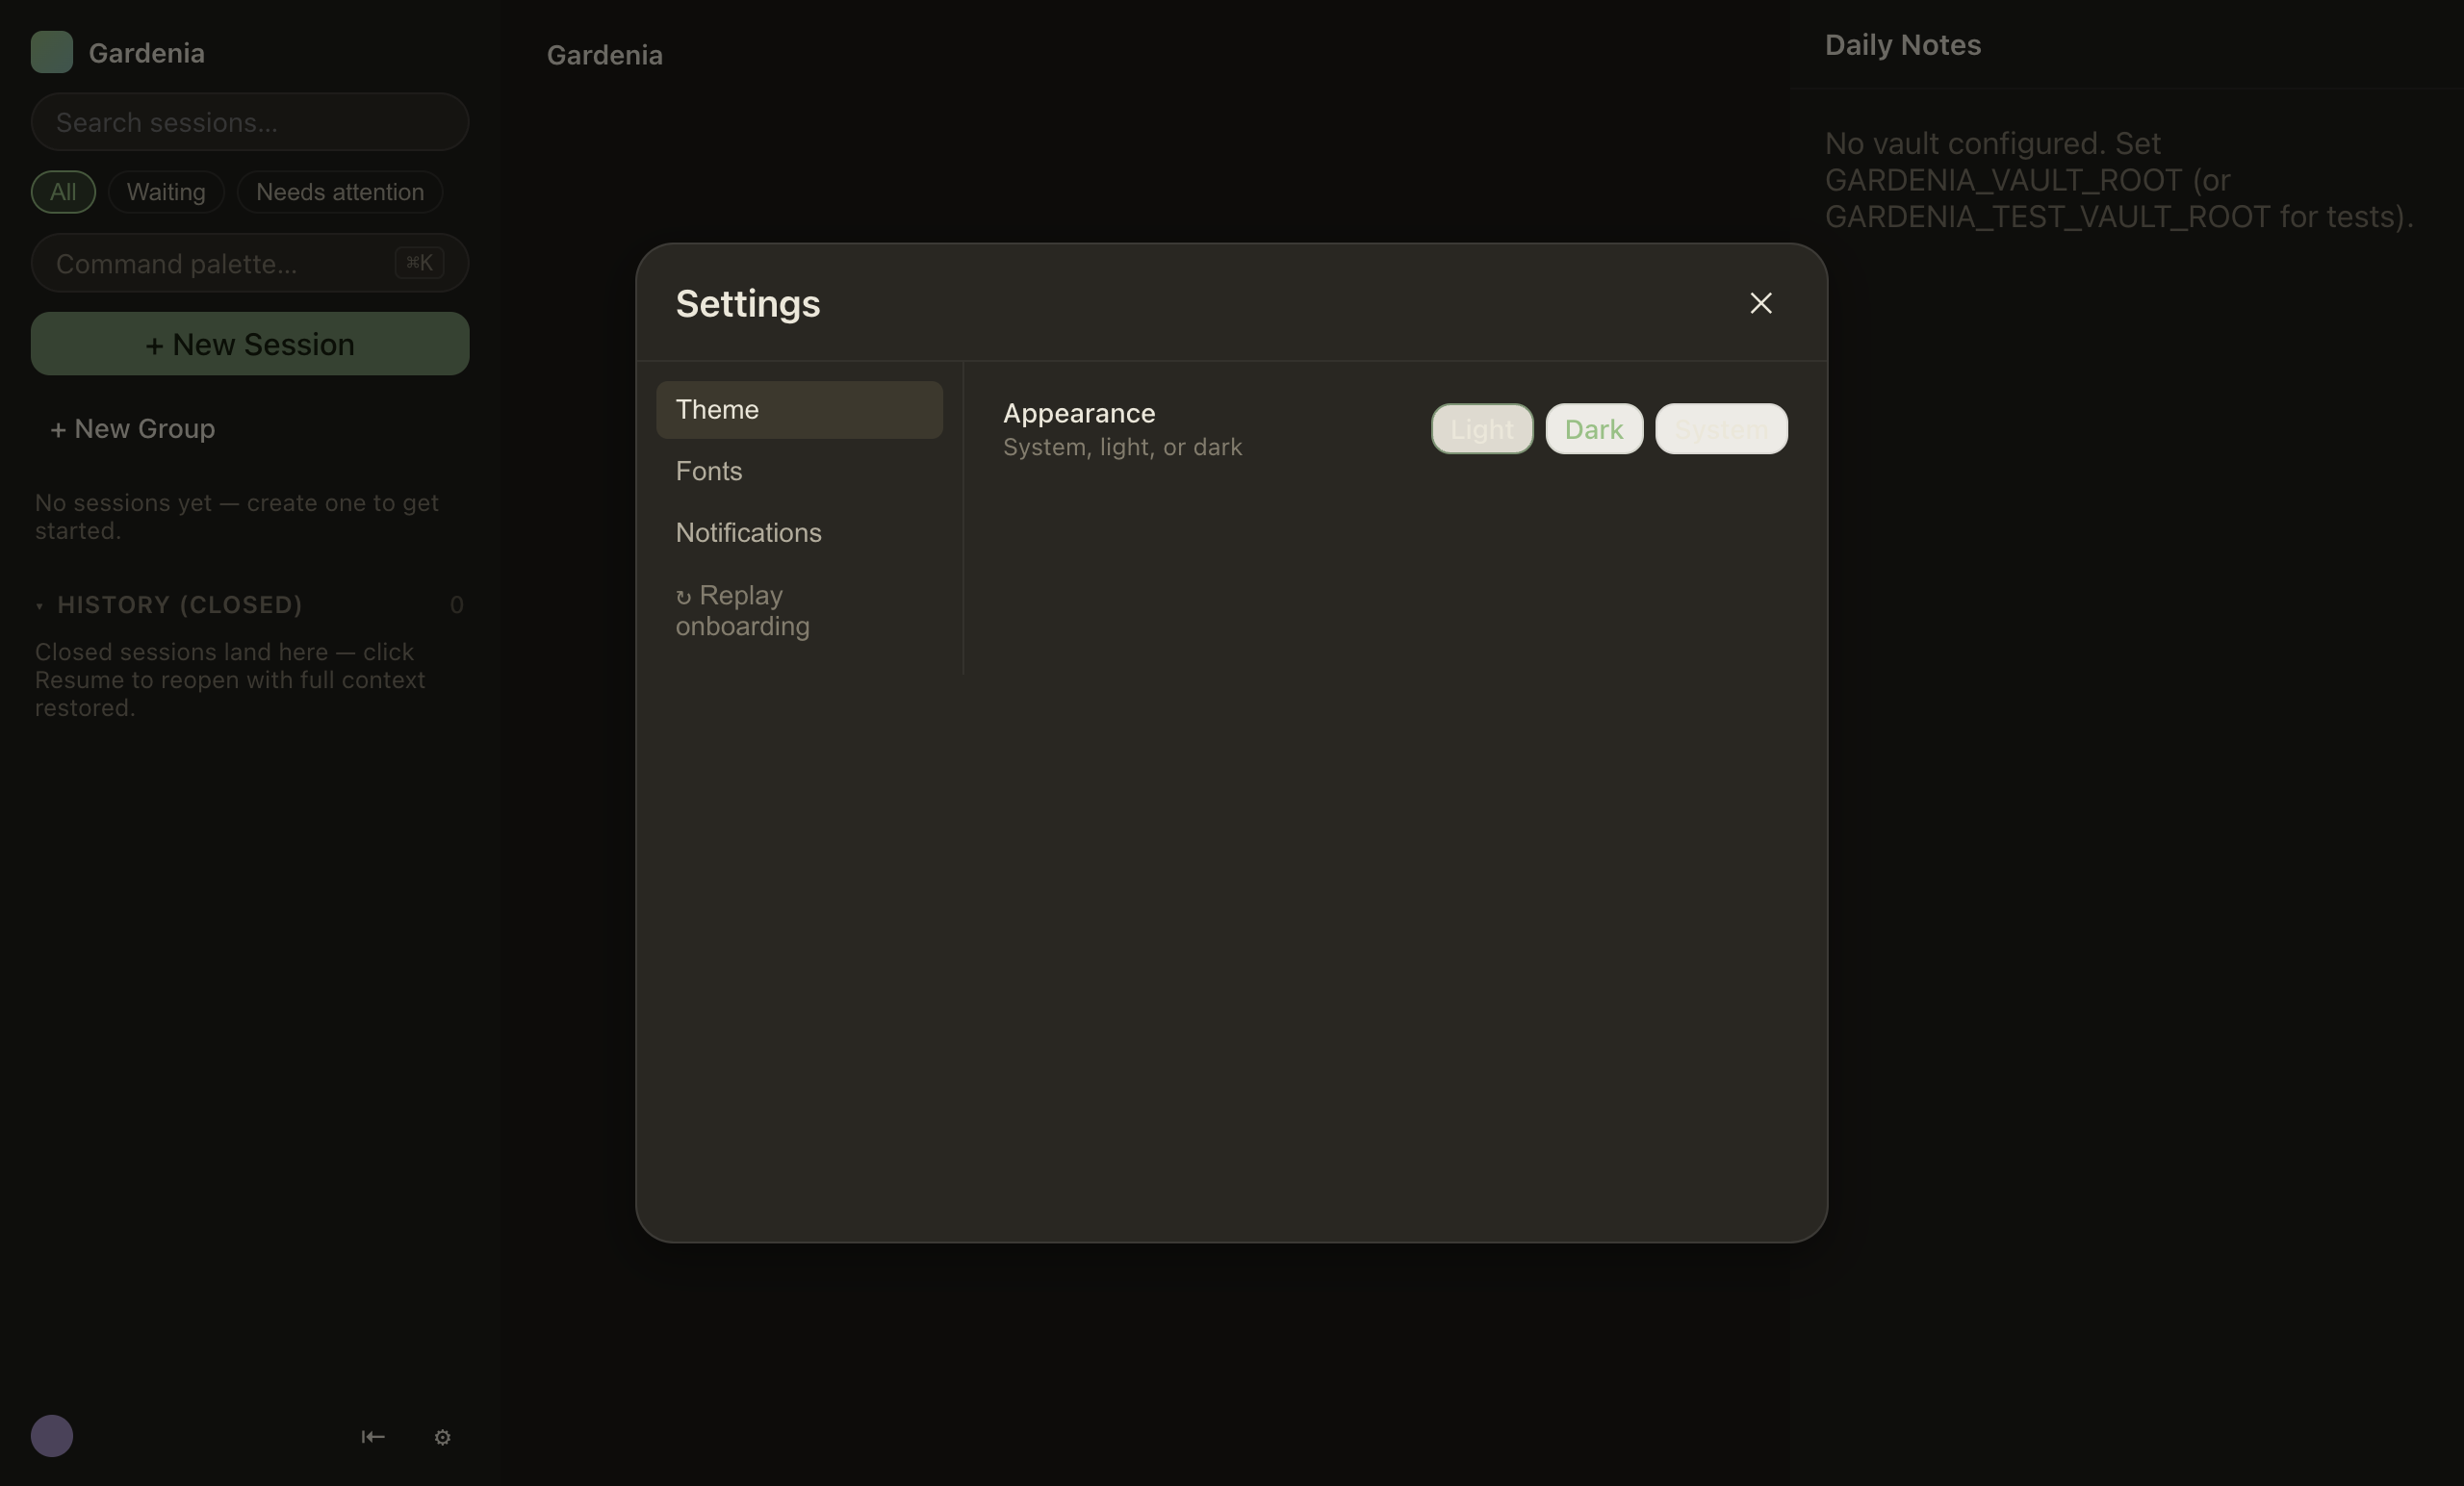 Gardenia
Search sessions...
All
Waiting
Needs attention
Command palette...
⌘K
+ New Session
+ New Group
No sessions yet — create one to get
started.
▾ HISTORY (CLOSED) 0
Closed sessions land here — click
Resume to reopen with full context
restored.
Gardenia
Settings
Theme
Fonts
Notifications
↻ Replay
onboarding
Appearance
System, light, or dark
Light
Dark
System
Daily Notes
No vault configured. Set
GARDENIA_VAULT_ROOT (or
GARDENIA_TEST_VAULT_ROOT for tests).